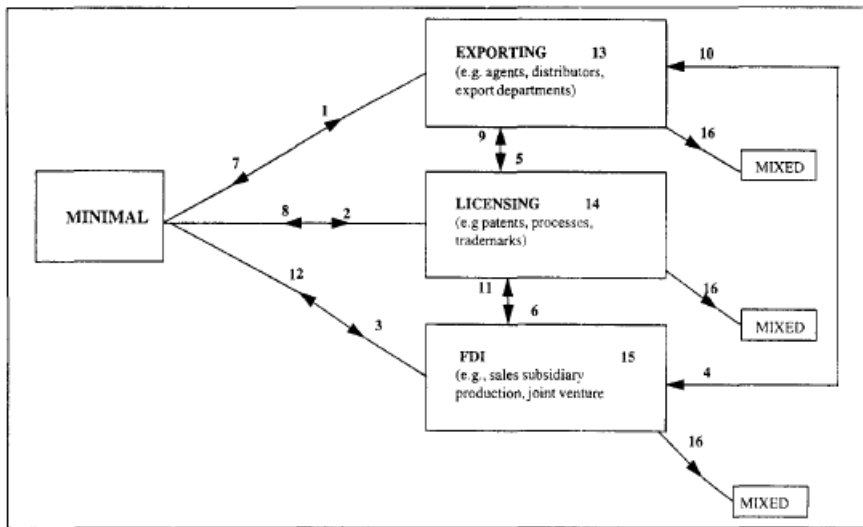 EXPORTING 13
(e.g. agents, distributors,
export departments)
10
1
9
16
5
MIXED
7
MINIMAL
8
2
LICENSING 14
(e.g patents, processes,
trademarks)
12
11
16
6
MIXED
3
FDI 15
(e.g., sales subsidiary
production, joint venture
4
16
MIXED